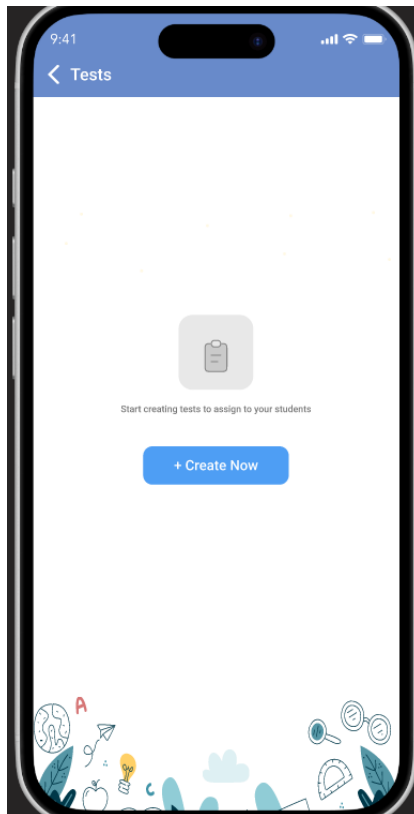 9:41
Tests
Start creating tests to assign to your students
+ Create Now
A
C